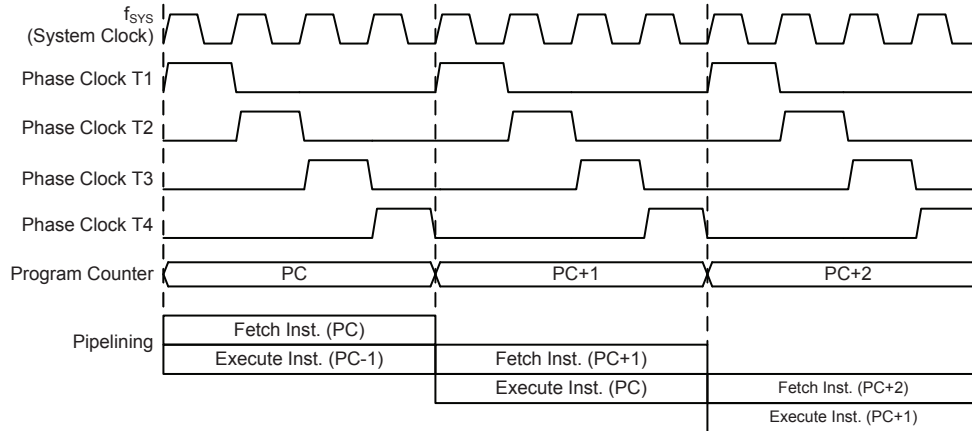 fSYS
(System Clock)
Phase Clock T1
Phase Clock T2
Phase Clock T3
Phase Clock T4
Program Counter
PC
PC+1
PC+2
Pipelining
Fetch Inst. (PC)
Execute Inst. (PC-1)
Fetch Inst. (PC+1)
Execute Inst. (PC)
Fetch Inst. (PC+2)
Execute Inst. (PC+1)